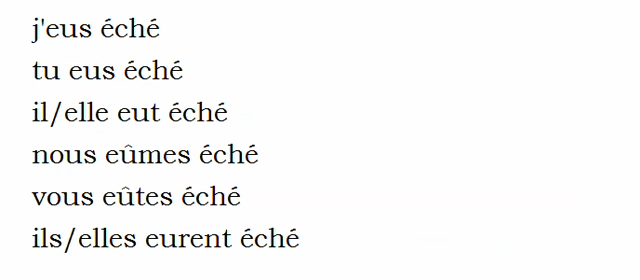 j'eus éché
tu eus éché
il/elle eut éché
nous eûmes éché
vous eûtes éché
ils/elles eurent éché